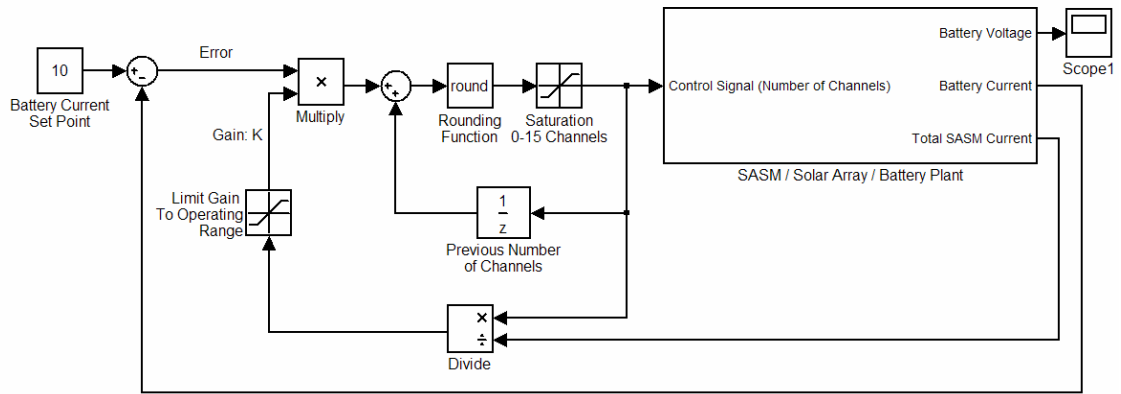 10
Battery Current
Set Point
+
−
Error
Gain: K
×
Multiply
Limit Gain
To Operating
Range
+
+
round
Rounding
Function
Saturation
0-15 Channels
1
z
Previous Number
of Channels
×
÷
Divide
Control Signal (Number of Channels)
Battery Voltage
Battery Current
Total SASM Current
SASM / Solar Array / Battery Plant
Scope1